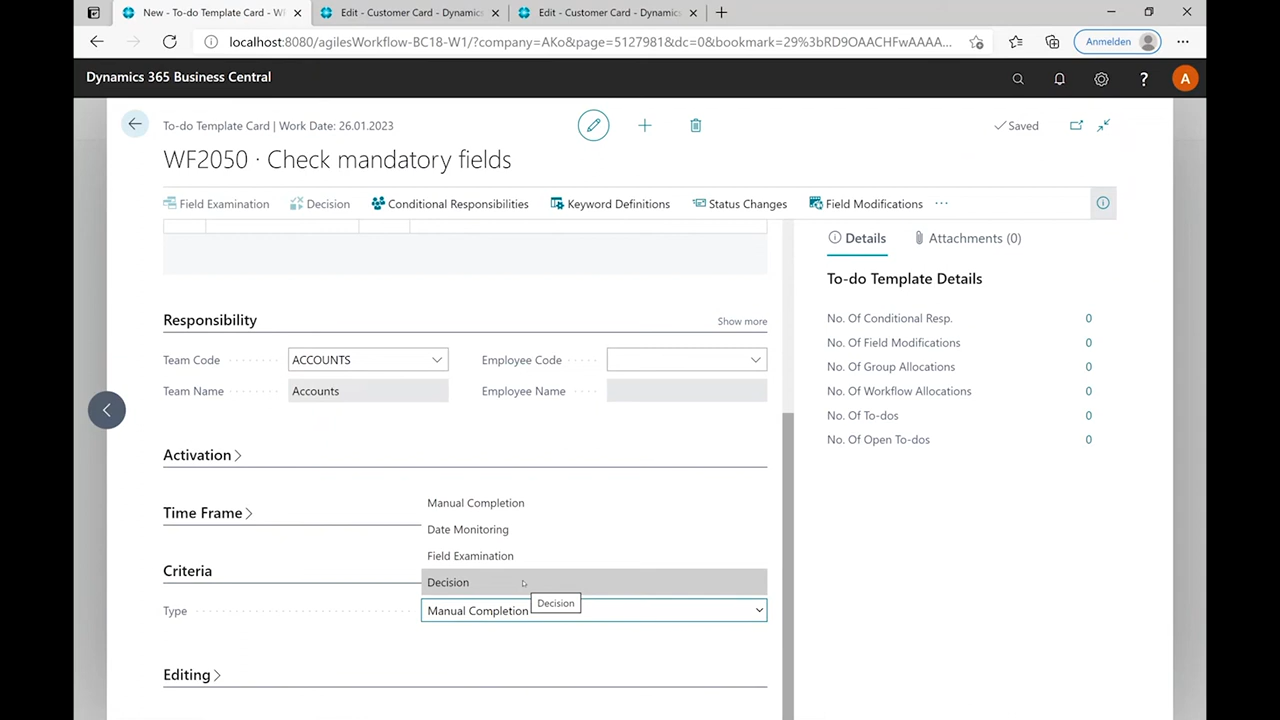 New - To-do Template Card - WF
Edit - Customer Card - Dynamics
Edit - Customer Card - Dynamics
localhost:8080/agilesWorkflow-BC18-W1/?company=AKo&page=5127981&dc=0&bookmark=29%3bRD9OAACHFwAAAA...
Anmelden
Dynamics 365 Business Central
?
A
To-do Template Card | Work Date: 26.01.2023
Saved
WF2050 · Check mandatory fields
Field Examination
Decision
Conditional Responsibilities
Keyword Definitions
Status Changes
Field Modifications
Details
Attachments (0)
To-do Template Details
No. Of Conditional Resp. 0
No. Of Field Modifications 0
No. Of Group Allocations 0
No. Of Workflow Allocations 0
No. Of To-dos 0
No. Of Open To-dos 0
Responsibility
Show more
Team Code ACCOUNTS
Employee Code
Team Name Accounts
Employee Name
Activation
Time Frame
Criteria
Manual Completion
Date Monitoring
Field Examination
Decision
Decision
Type Manual Completion
Editing